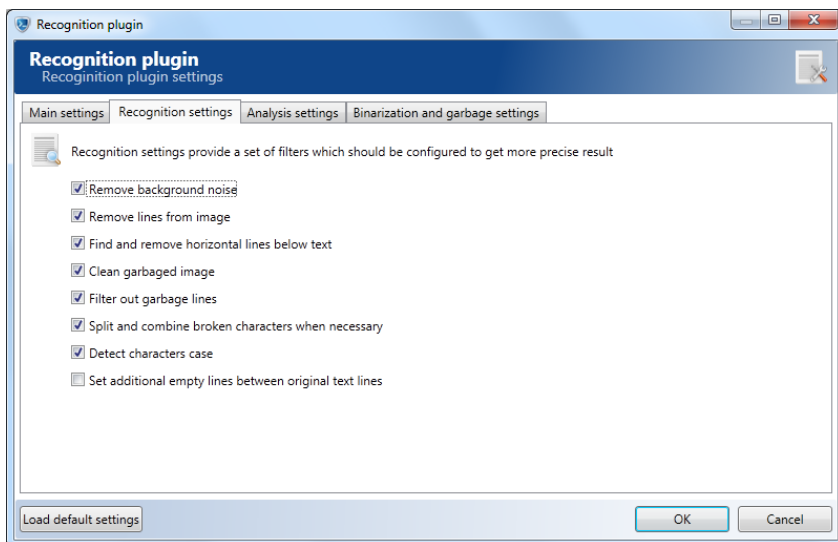 Recognition plugin
Recognition plugin
Recoginition plugin settings
Main settings Recognition settings Analysis settings Binarization and garbage settings
Recognition settings provide a set of filters which should be configured to get more precise result
Remove background noise
Remove lines from image
Find and remove horizontal lines below text
Clean garbaged image
Filter out garbage lines
Split and combine broken characters when necessary
Detect characters case
Set additional empty lines between original text lines
Load default settings OK Cancel